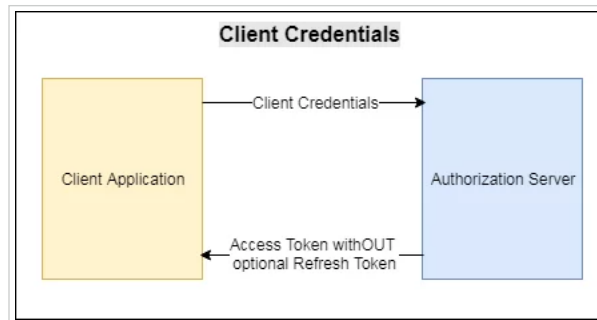 Client Credentials
Client Credentials
Client Application
Authorization Server
Access Token withOUT
optional Refresh Token